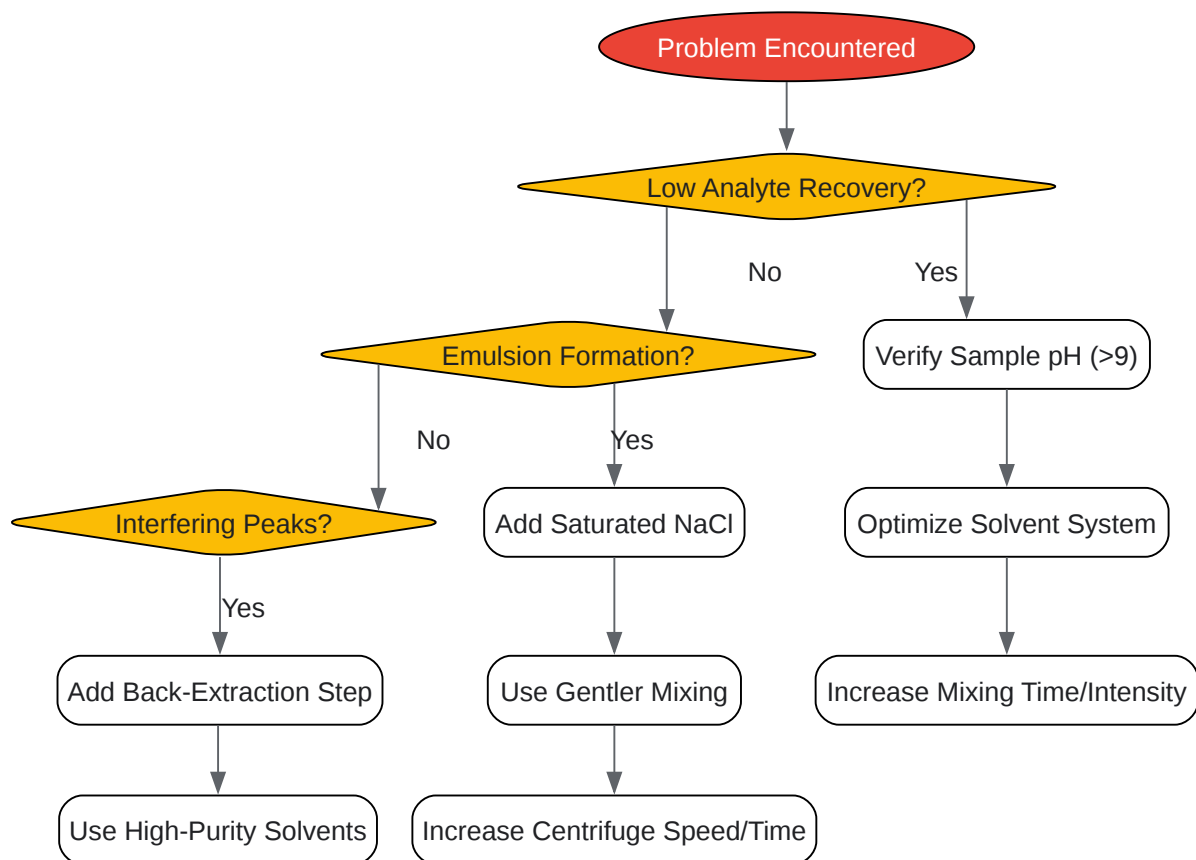 Problem Encountered
Low Analyte Recovery?
No
Yes
Emulsion Formation?
Verify Sample pH (>9)
No
Yes
Interfering Peaks?
Add Saturated NaCl
Optimize Solvent System
Yes
Add Back-Extraction Step
Use Gentler Mixing
Increase Mixing Time/Intensity
Use High-Purity Solvents
Increase Centrifuge Speed/Time